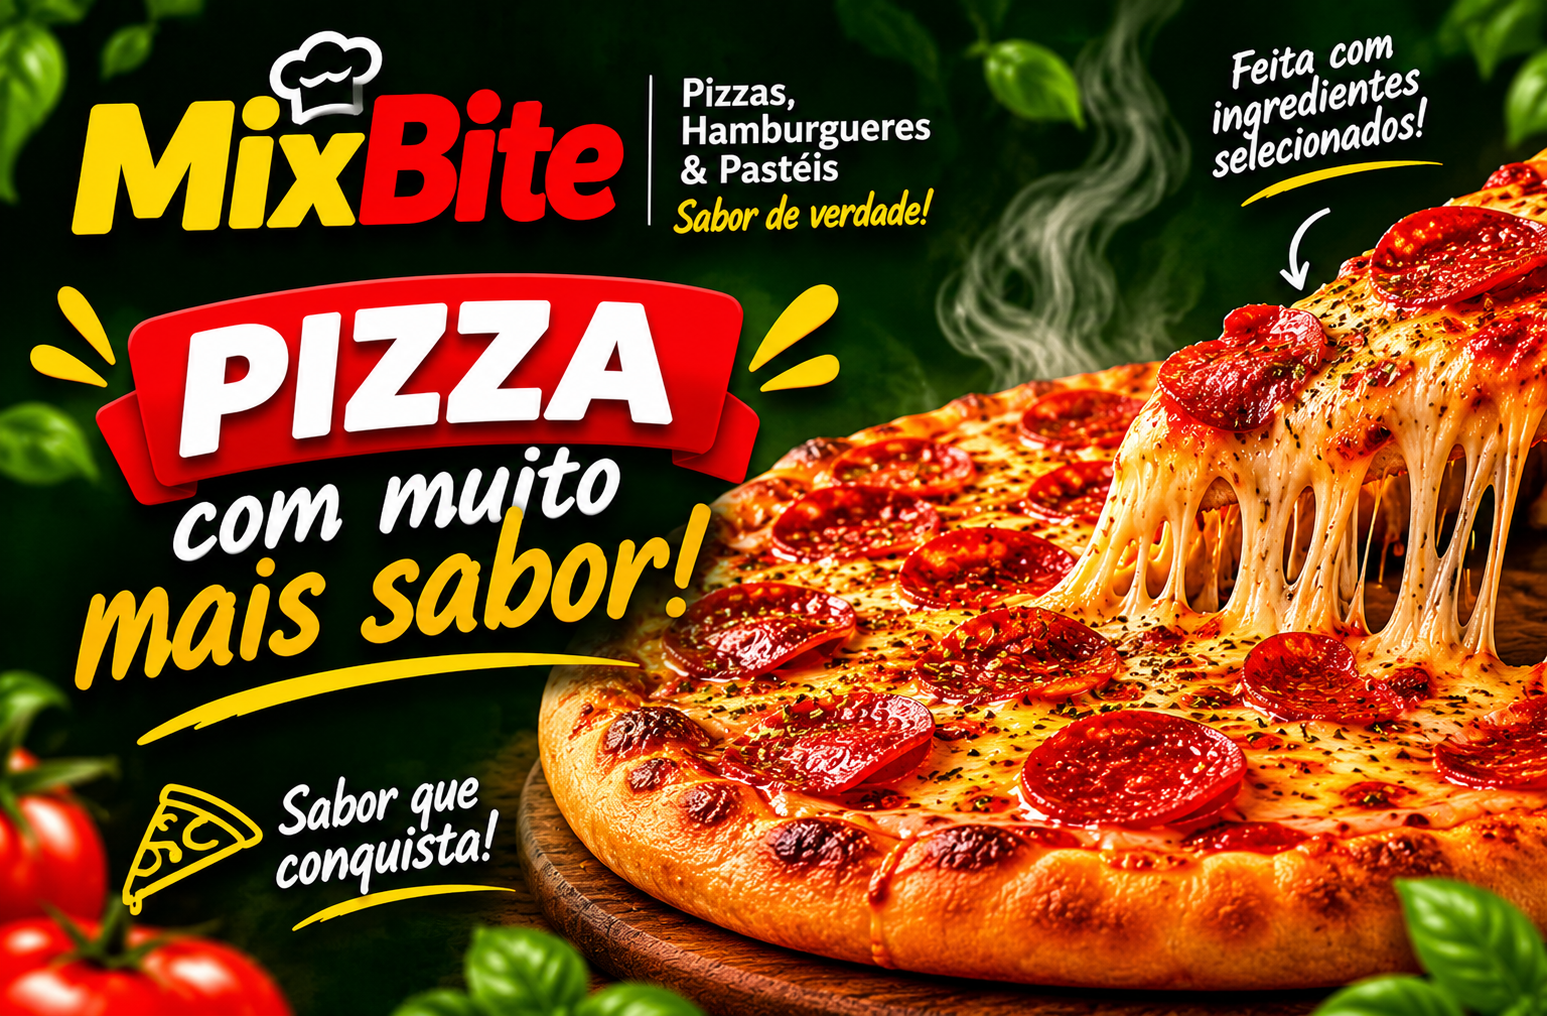 MixBite
Pizzas,
Hamburgueres
& Pastéis
Sabor de verdade!
Feita com
ingredientes
selecionados!
PIZZA
com muito
mais sabor!
Sabor que
conquista!